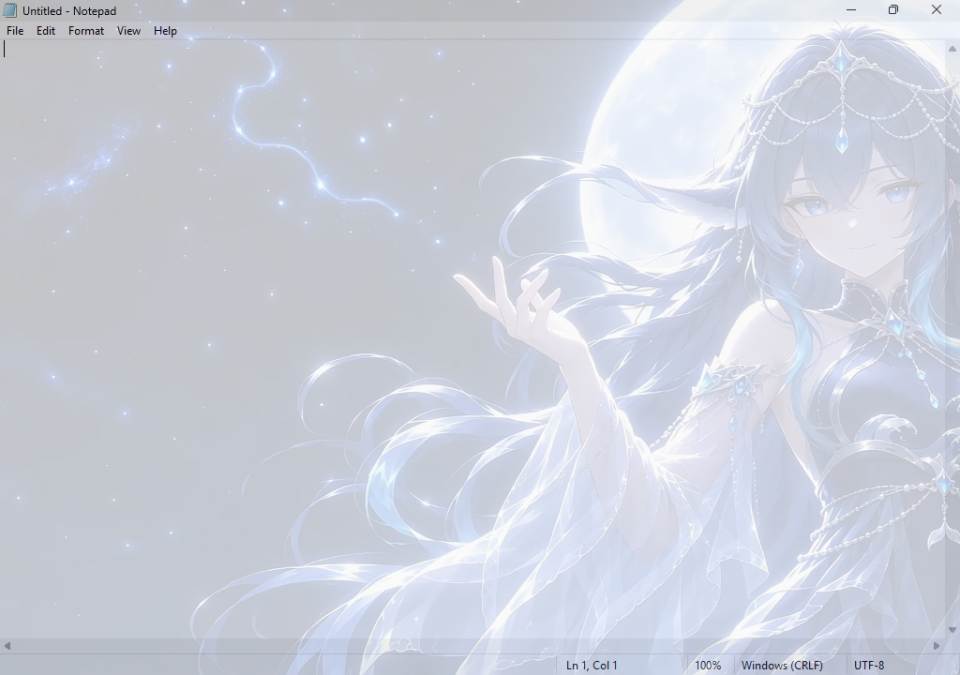 Untitled - Notepad
File Edit Format View Help
Ln 1, Col 1 100% Windows (CRLF) UTF-8